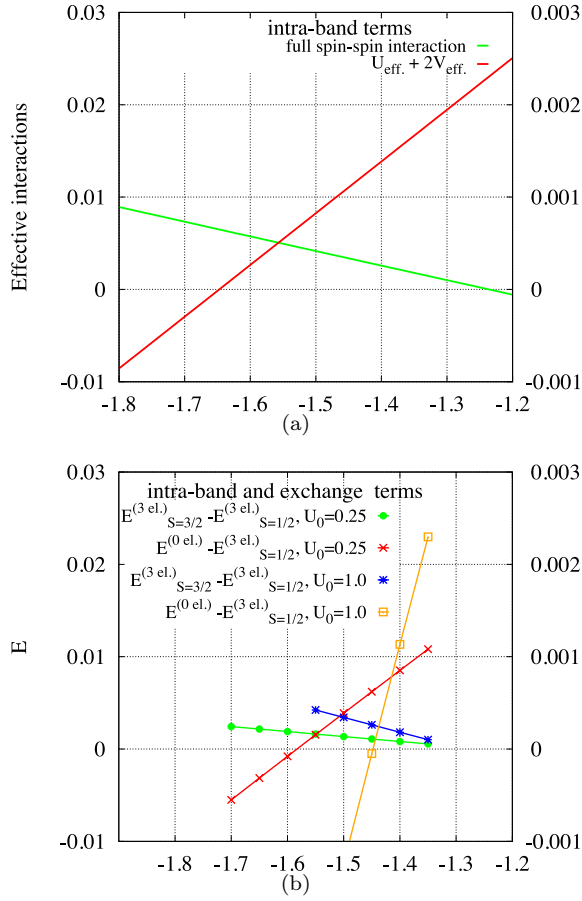 intra-band terms
full spin-spin interaction
U_eff. + 2V_eff.
Effective interactions
0.03
0.02
0.01
0
-0.01
0.003
0.002
0.001
0
-0.001
-1.8 -1.7 -1.6 -1.5 -1.4 -1.3 -1.2
(a)
intra-band and exchange terms
E^(3 el.)_S=3/2 -E^(3 el.)_S=1/2, U_0=0.25
E^(0 el.) -E^(3 el.)_S=1/2, U_0=0.25
E^(3 el.)_S=3/2 -E^(3 el.)_S=1/2, U_0=1.0
E^(0 el.) -E^(3 el.)_S=1/2, U_0=1.0
E
0.03
0.02
0.01
0
-0.01
0.003
0.002
0.001
0
-0.001
-1.8 -1.7 -1.6 -1.5 -1.4 -1.3 -1.2
(b)